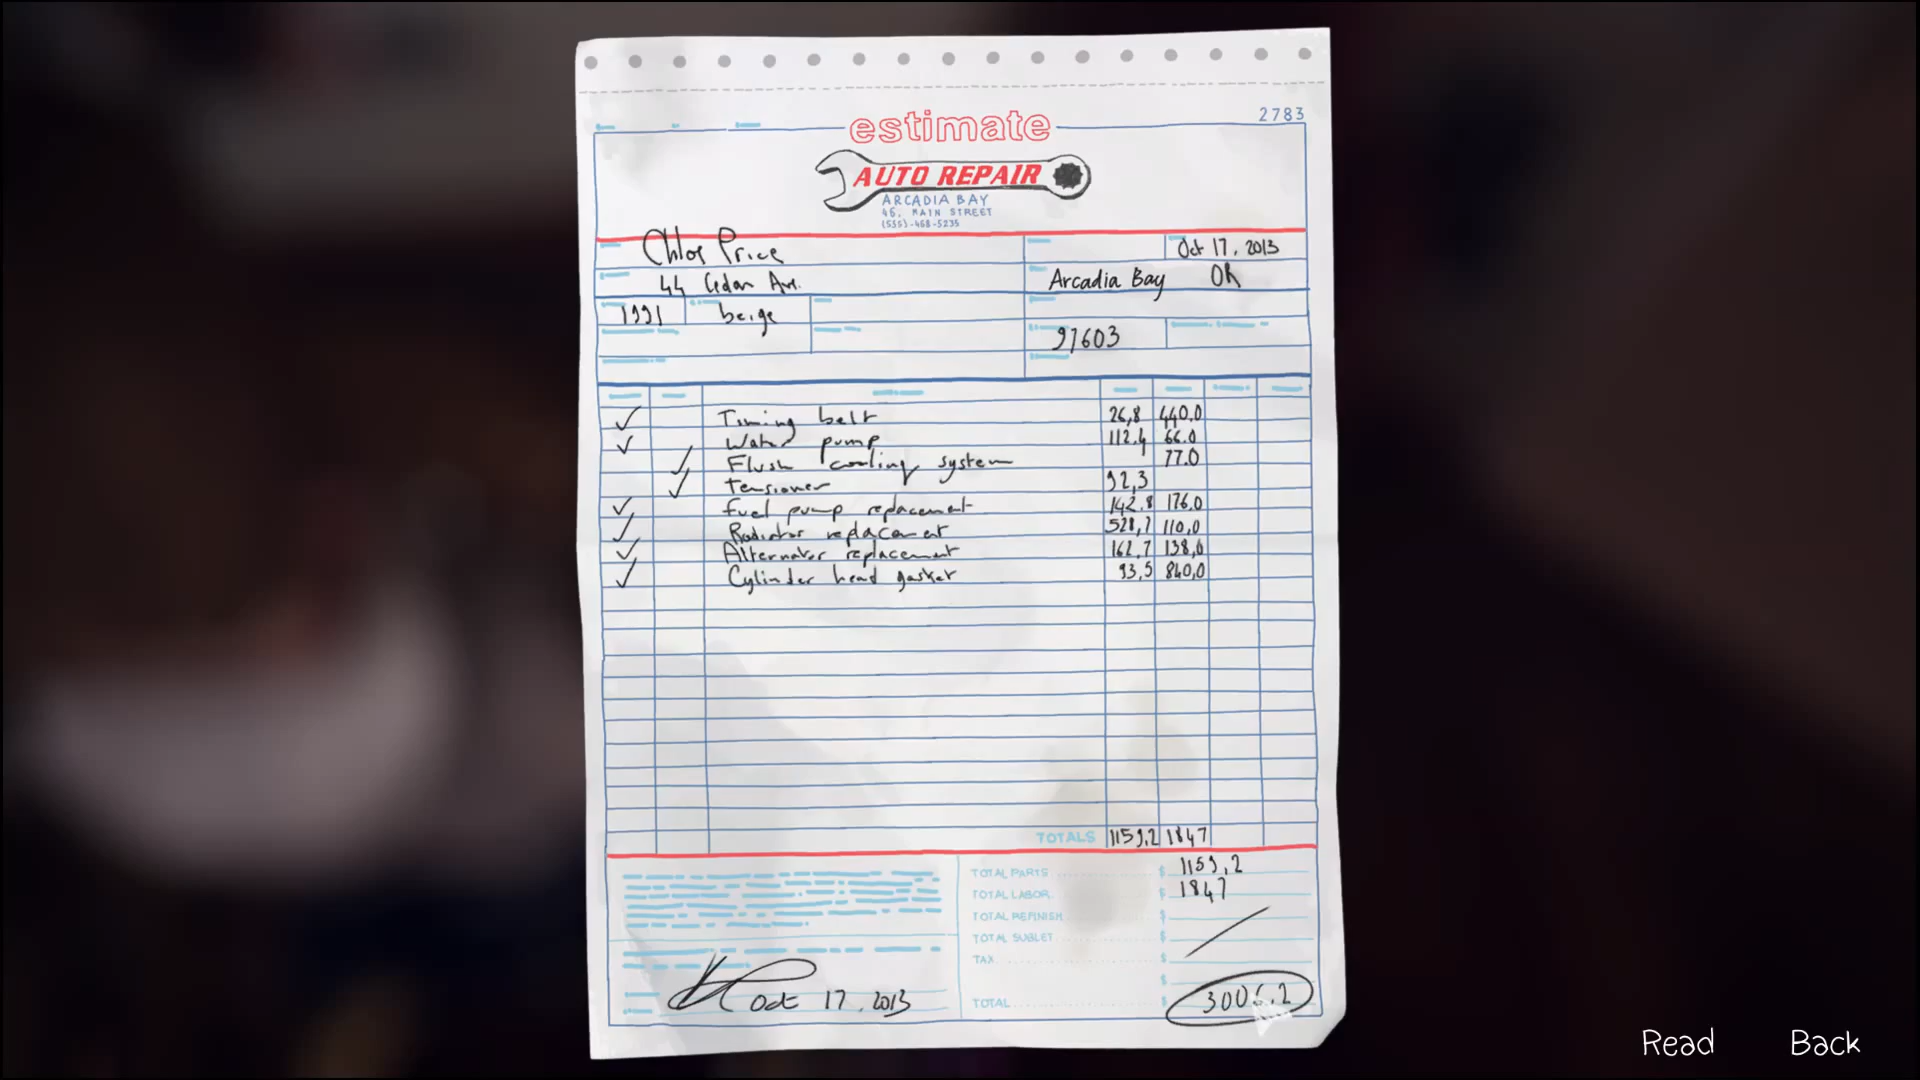 2783
estimate
AUTO REPAIR
ARCADIA BAY
46, MAIN STREET
(555)-468-5235
Chloe Price
Oct 17, 2013
44 Cedar Av.
Arcadia Bay OR
1991 beige
97603
Timing belt 26,8 440.0
Water pump 112.4 66.0
Flush cooling system 77.0
Tensioner 92,3
Fuel pump replacement 142.8 176.0
Radiator replacement 528,7 110,0
Alternator replacement 162,7 138,0
Cylinder head gasket 93,5 840,0
TOTALS 1159,2 1847
TOTAL PARTS $ 1159,2
TOTAL LABOR $ 1847
TOTAL REFINISH $
TOTAL SUBLET $
TAX $
$
TOTAL $ 3006,2
Oct 17, 2013
Read Back